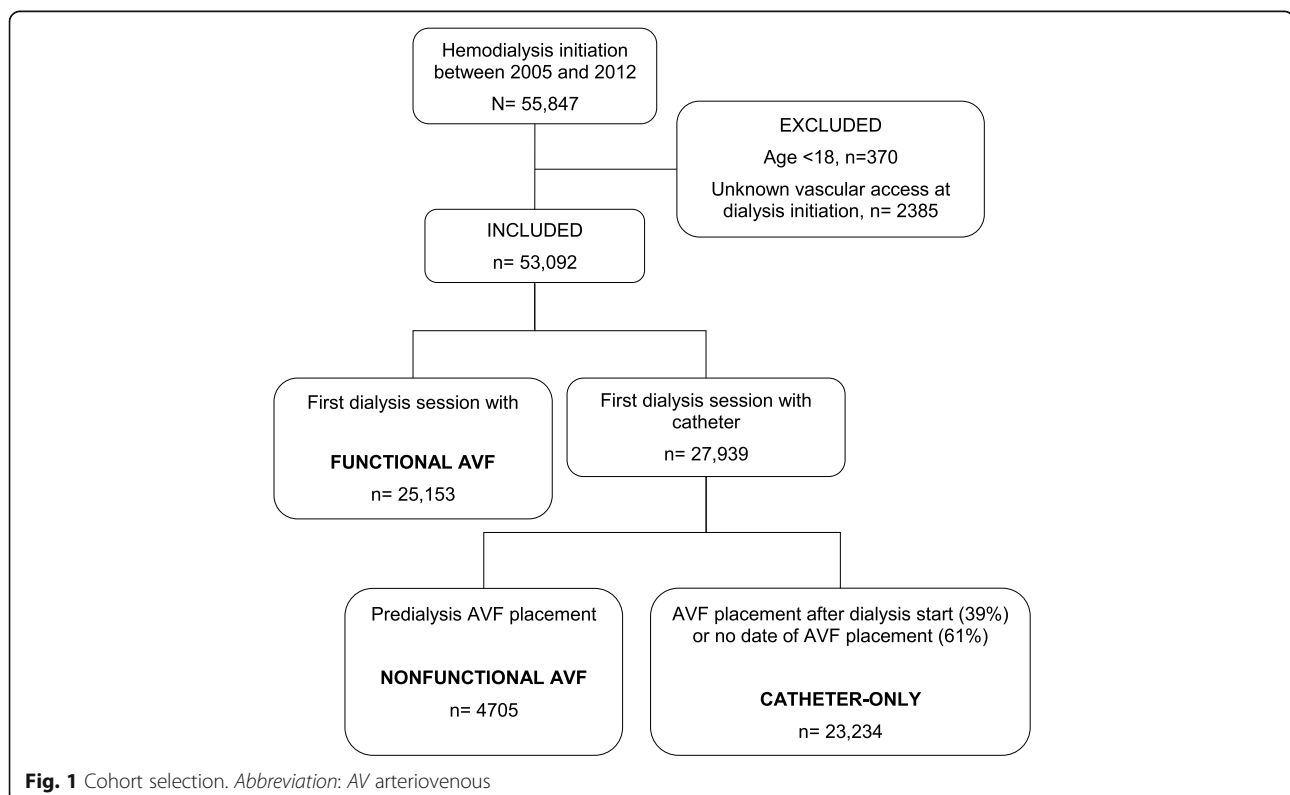 Hemodialysis initiation
between 2005 and 2012
N= 55,847
EXCLUDED
Age <18, n=370
Unknown vascular access at
dialysis initiation, n= 2385
INCLUDED
n= 53,092
First dialysis session with
FUNCTIONAL AVF
n= 25,153
First dialysis session with
catheter
n= 27,939
Predialysis AVF placement
NONFUNCTIONAL AVF
n= 4705
AVF placement after dialysis start (39%)
or no date of AVF placement (61%)
CATHETER-ONLY
n= 23,234
Fig. 1 Cohort selection. Abbreviation: AV arteriovenous